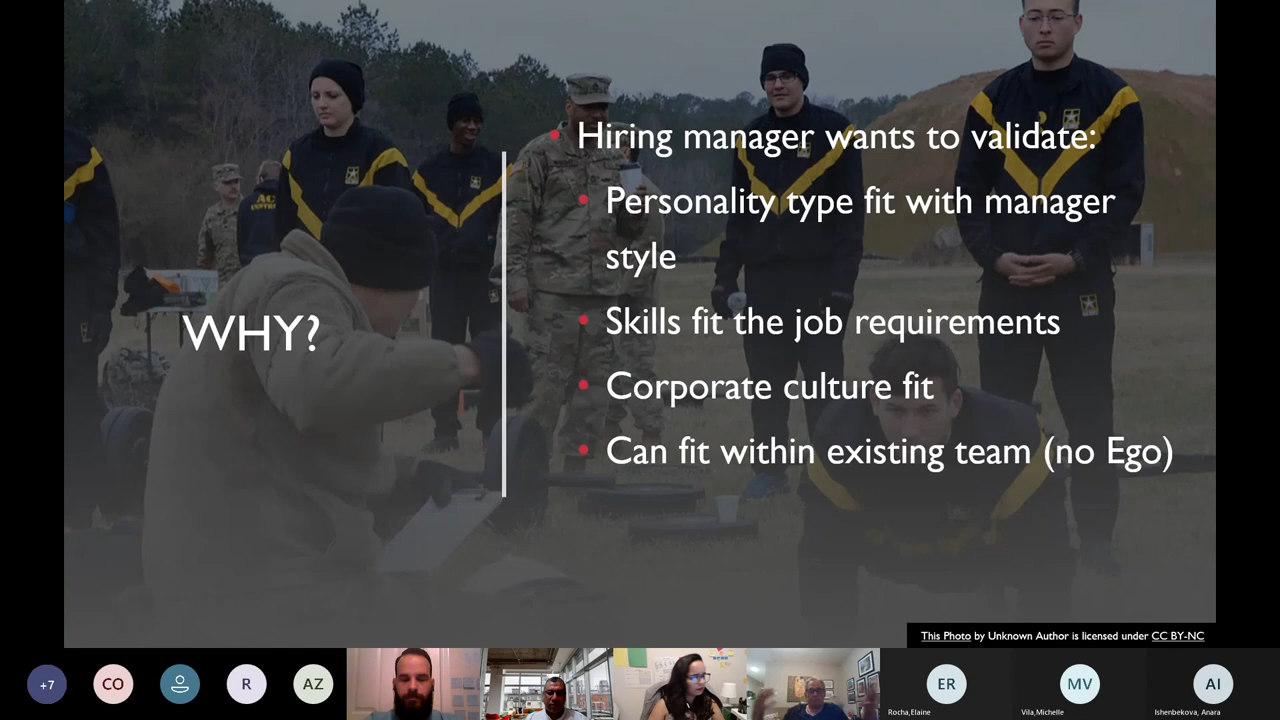 WHY?
Hiring manager wants to validate:
Personality type fit with manager
style
Skills fit the job requirements
Corporate culture fit
Can fit within existing team (no Ego)
This Photo by Unknown Author is licensed under CC BY-NC
+7
CO
R
AZ
ER
Rocha,Elaine
MV
Vila,Michelle
AI
Ishenbekova, Anara